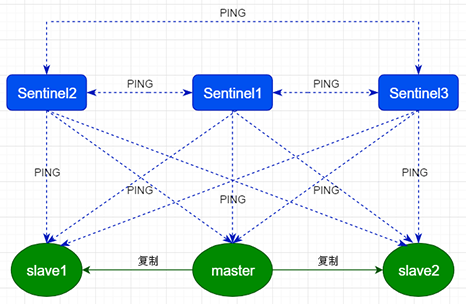 PING
Sentinel2
PING
Sentinel1
PING
Sentinel3
PING
PING
PING
PING
PING
slave1
复制
master
复制
slave2